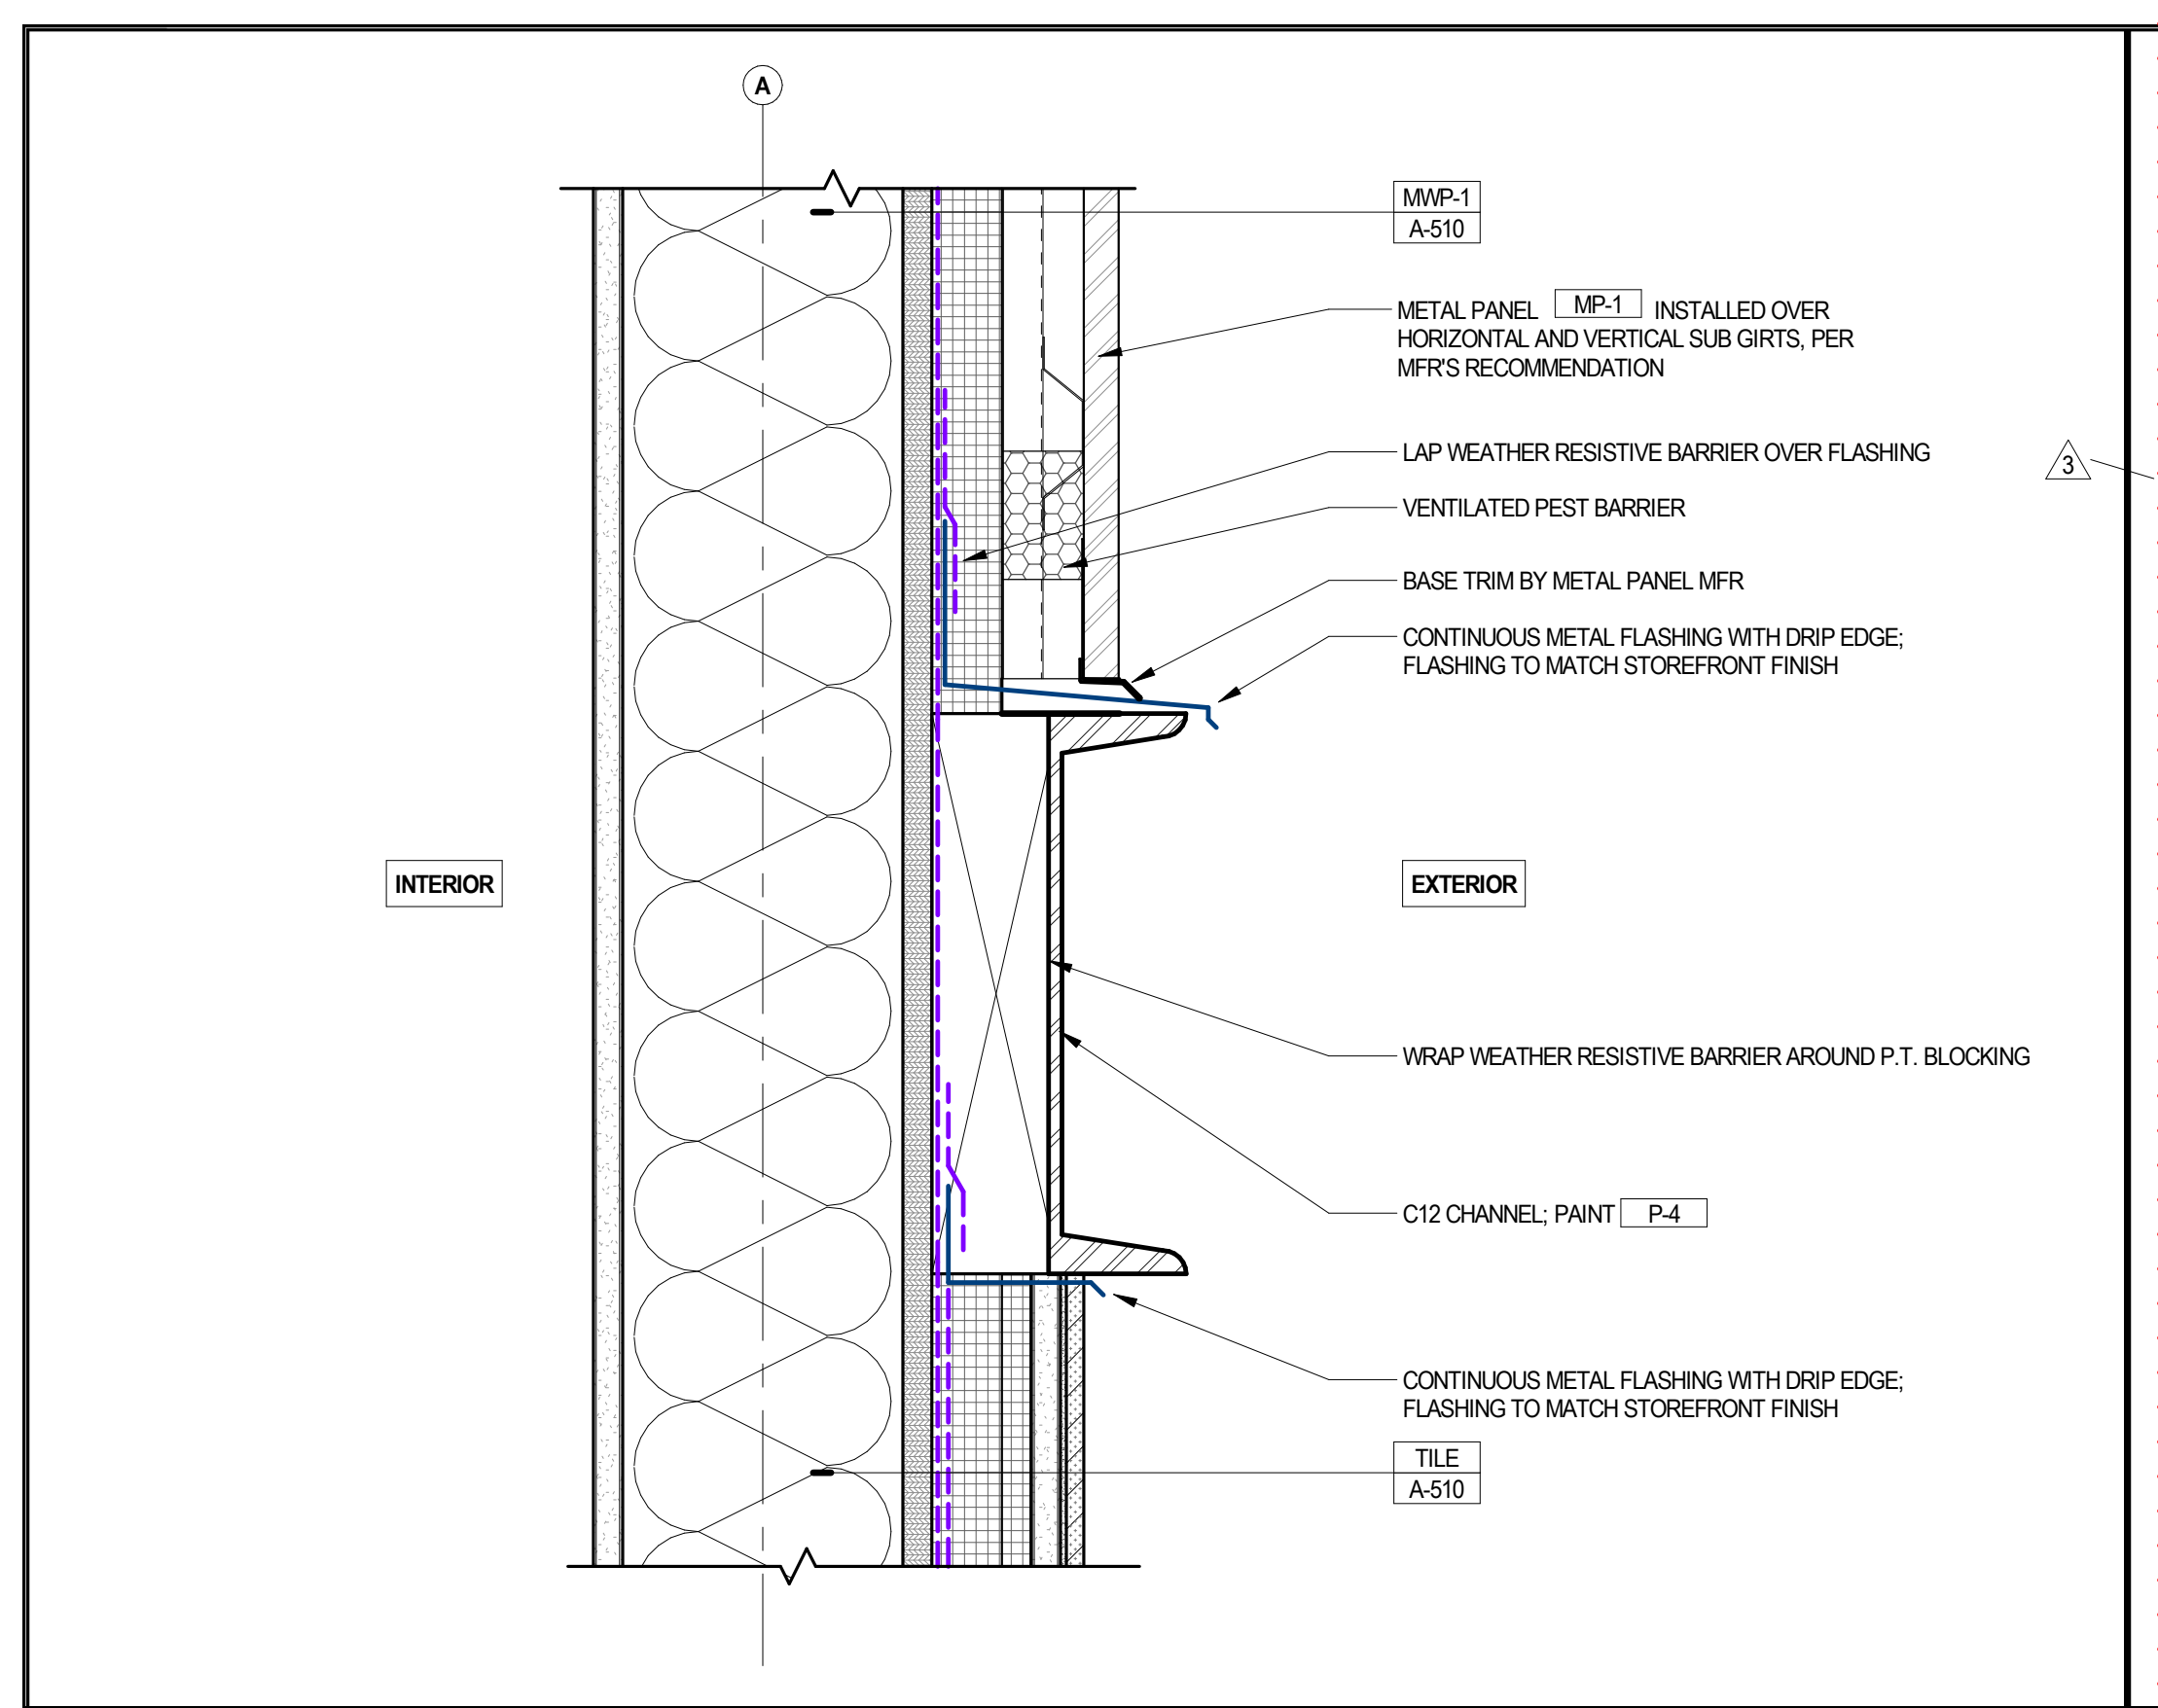 A
MWP-1
A-510
METAL PANEL MP-1 INSTALLED OVER
HORIZONTAL AND VERTICAL SUB GIRTS, PER
MFR'S RECOMMENDATION
LAP WEATHER RESISTIVE BARRIER OVER FLASHING
3
VENTILATED PEST BARRIER
BASE TRIM BY METAL PANEL MFR
CONTINUOUS METAL FLASHING WITH DRIP EDGE;
FLASHING TO MATCH STOREFRONT FINISH
INTERIOR
EXTERIOR
WRAP WEATHER RESISTIVE BARRIER AROUND P.T. BLOCKING
C12 CHANNEL; PAINT P-4
CONTINUOUS METAL FLASHING WITH DRIP EDGE;
FLASHING TO MATCH STOREFRONT FINISH
TILE
A-510